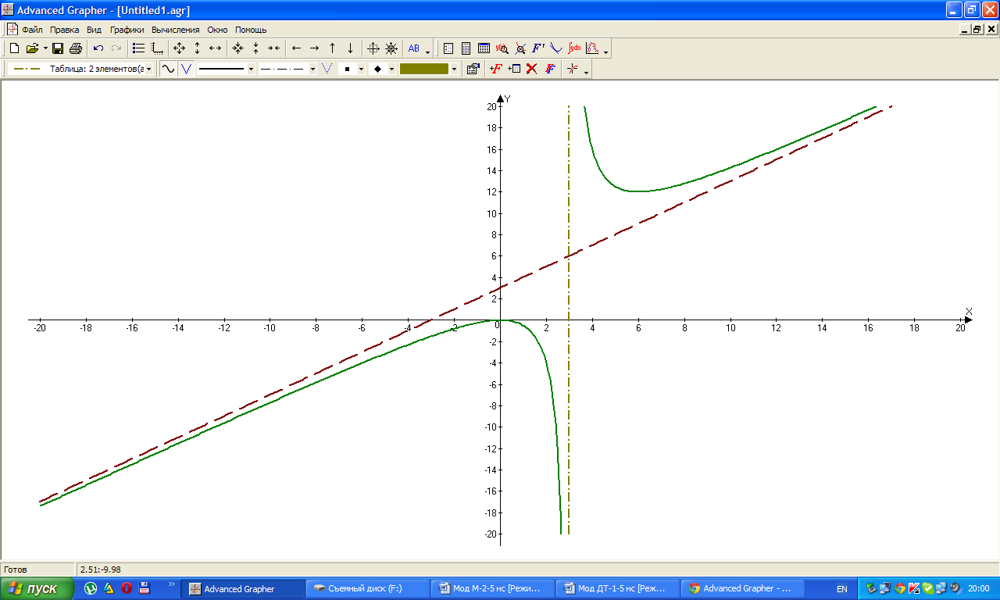 Advanced Grapher - [Untitled1.agr]
Файл Правка Вид Графики Вычисления Окно Помощь
AB y(x) F' ∫ydx
Таблица: 2 элементов(а +F F
Y
20
18
16
14
12
10
8
6
4
2
X
-20 -18 -16 -14 -12 -10 -8 -6 -4 -2 0 2 4 6 8 10 12 14 16 18 20
-2
-4
-6
-8
-10
-12
-14
-16
-18
-20
Готов 2.51:-9.98
пуск » Advanced Grapher Съемный диск (F:) Мод М-2-5 нс [Режи... Мод ДТ-1-5 нс [Реж... Advanced Grapher - ... EN 20:00